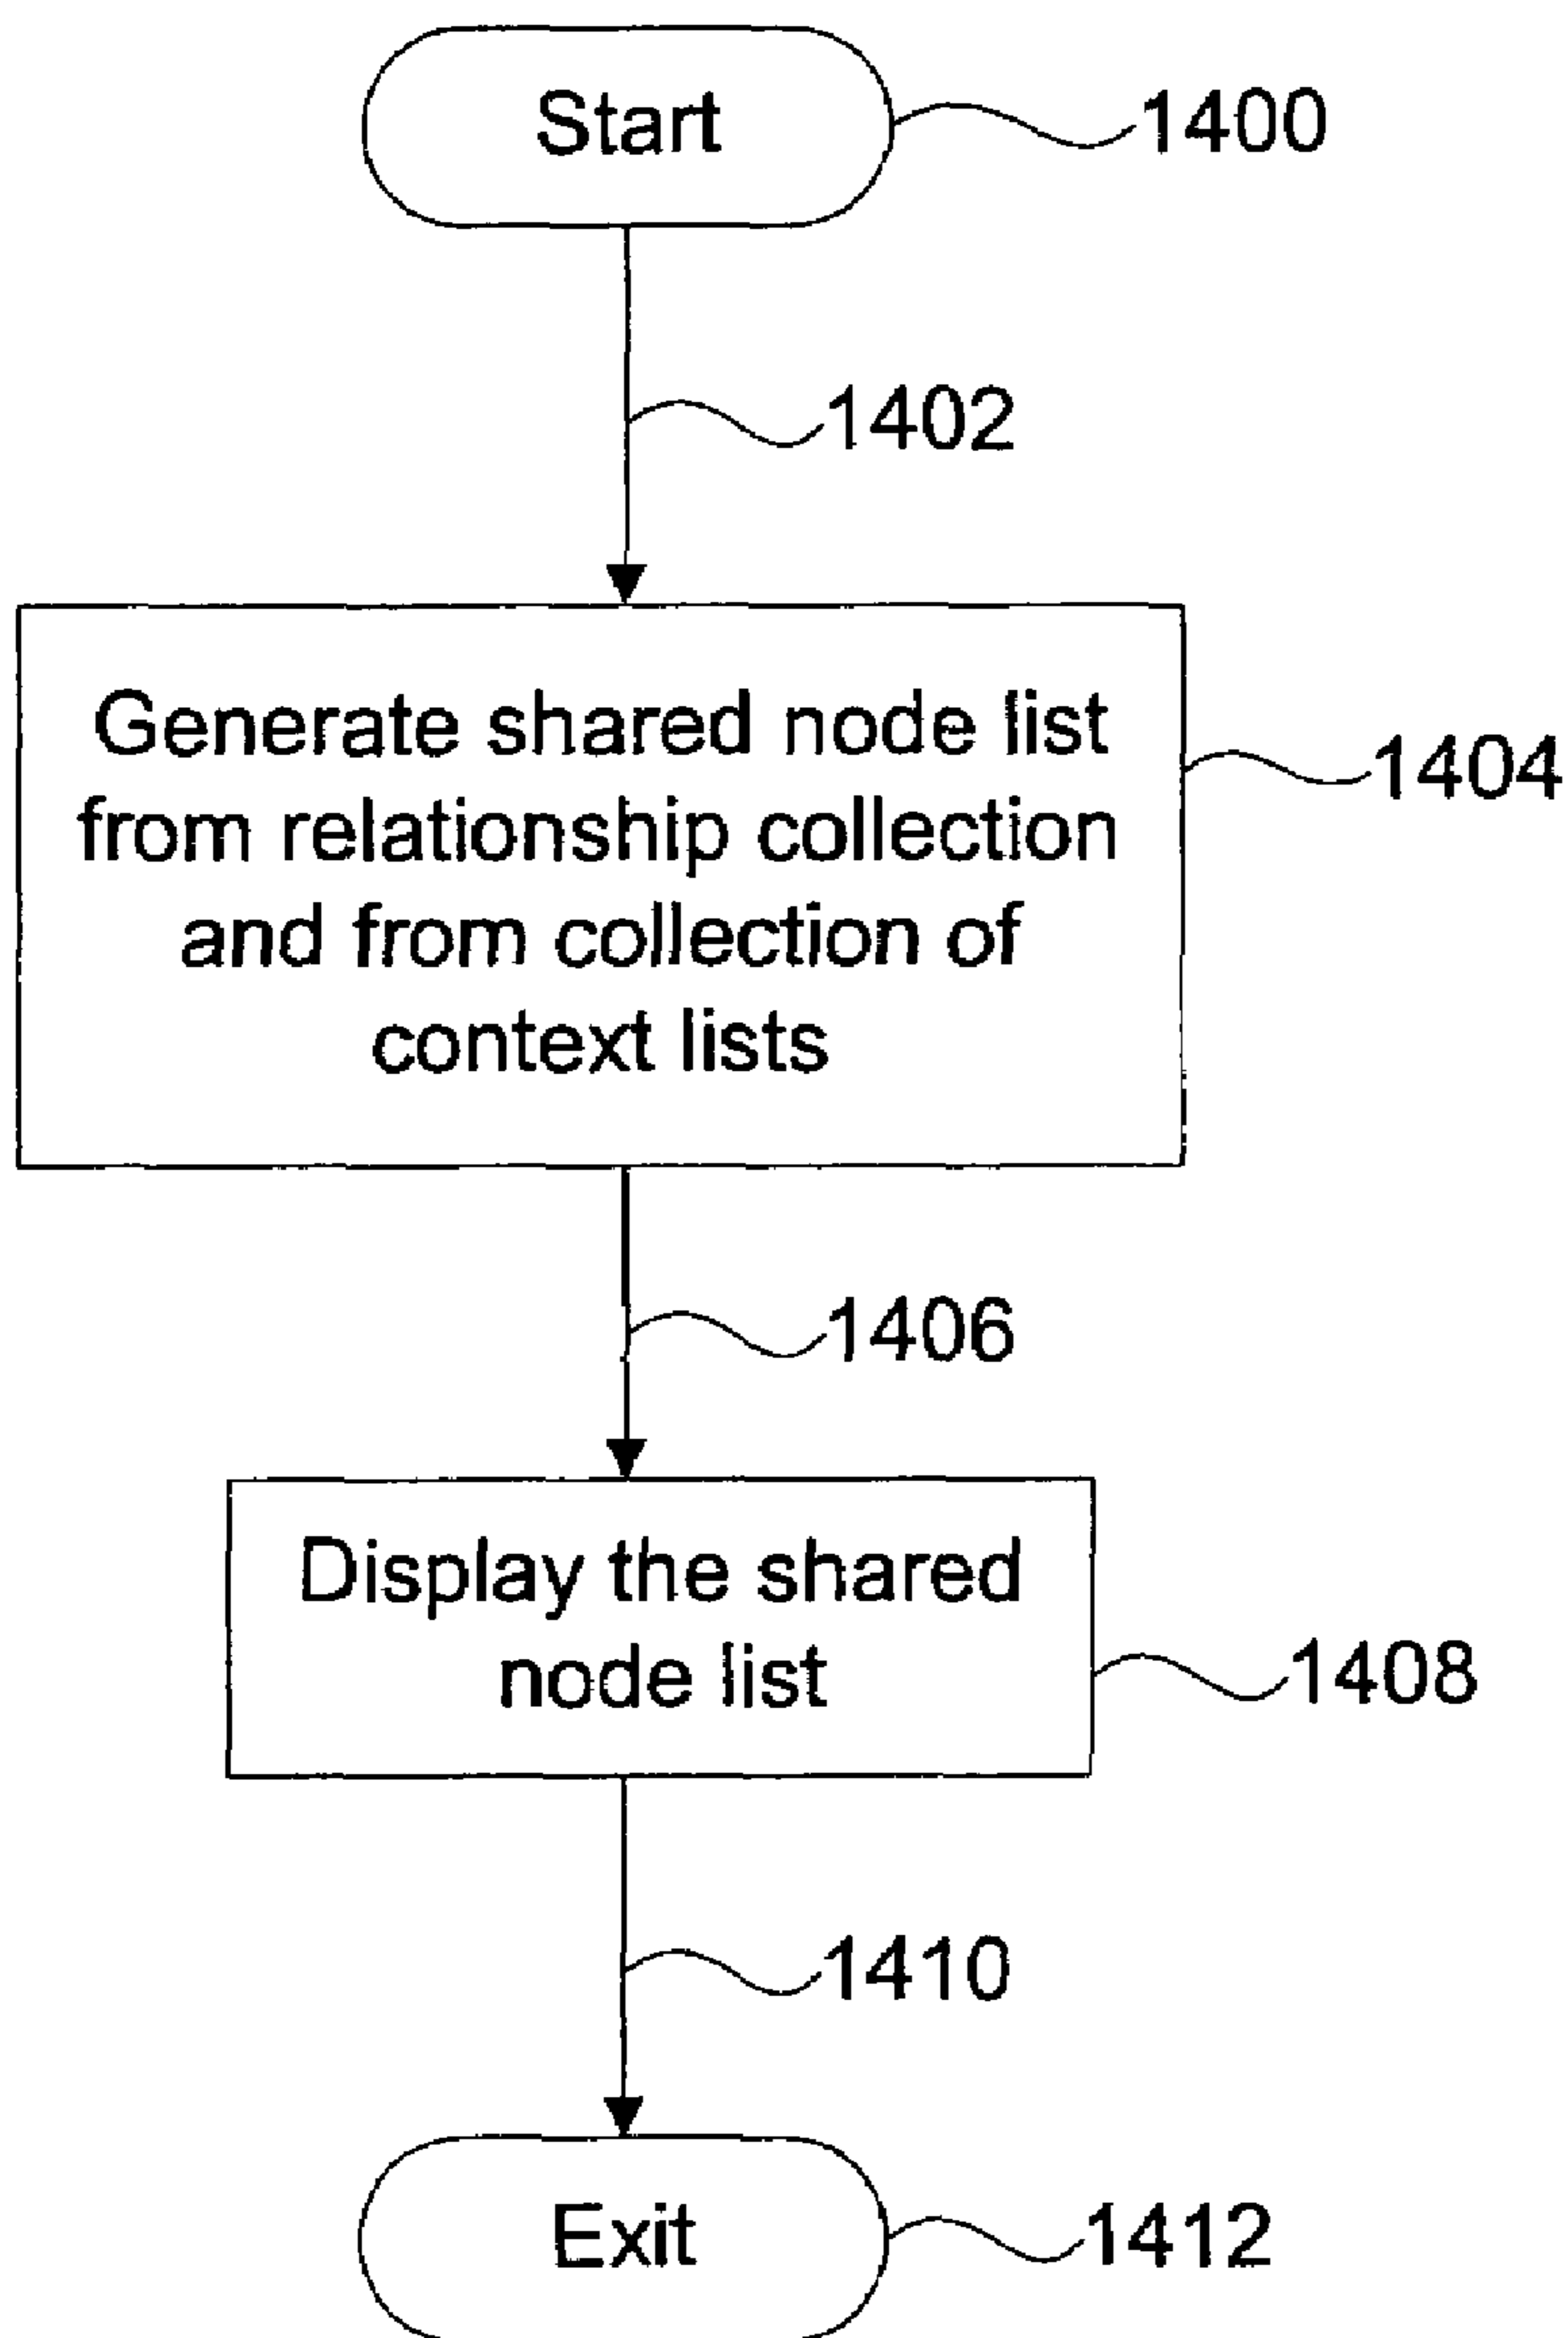 Start
1400
1402
Generate shared node list
from relationship collection
and from collection of
context lists
1404
1406
Display the shared
node list
1408
1410
Exit
1412